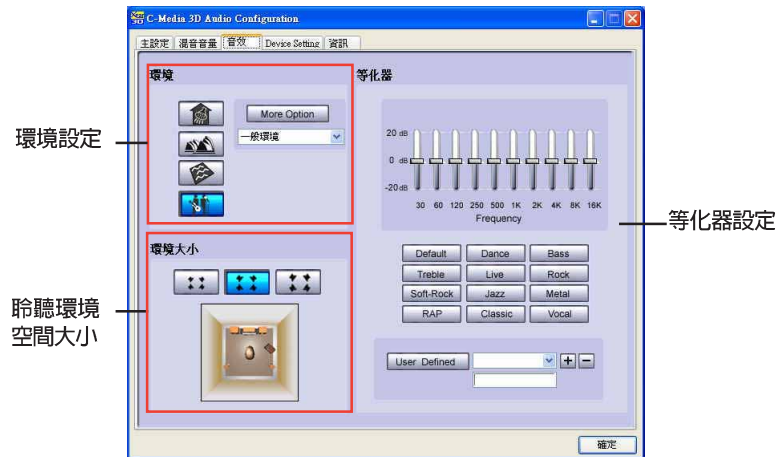 C-Media 3D Audio Configuration
主設定 混音音量 音效 Device Setting 資訊
環境
More Option
一般環境
環境大小
等化器
20 dB
0 dB
-20 dB
30 60 120 250 500 1K 2K 4K 8K 16K
Frequency
Default Dance Bass
Treble Live Rock
Soft-Rock Jazz Metal
RAP Classic Vocal
User Defined
確定
環境設定
聆聽環境
空間大小
等化器設定